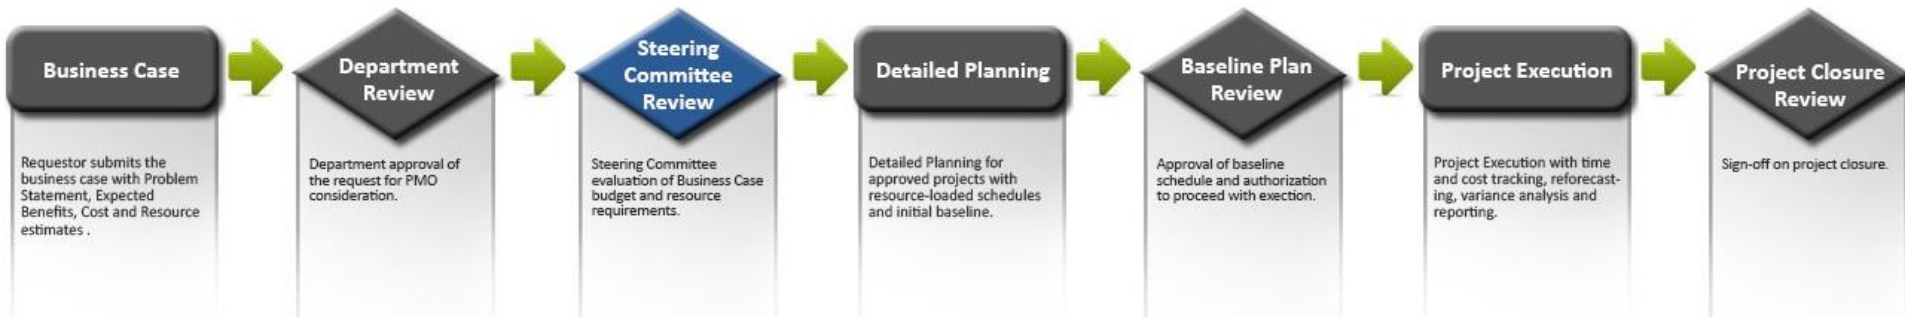 Business Case
Requestor submits the
business case with Problem
Statement, Expected
Benefits, Cost and Resource
estimates .
Department
Review
Department approval of
the request for PMO
consideration.
Steering
Committee
Review
Steering Committee
evaluation of Business Case
budget and resource
requirements.
Detailed Planning
Detailed Planning for
approved projects with
resource-loaded schedules
and initial baseline.
Baseline Plan
Review
Approval of baseline
schedule and authorization
to proceed with exection.
Project Execution
Project Execution with time
and cost tracking, reforecast-
ing, variance analysis and
reporting.
Project Closure
Review
Sign-off on project closure.